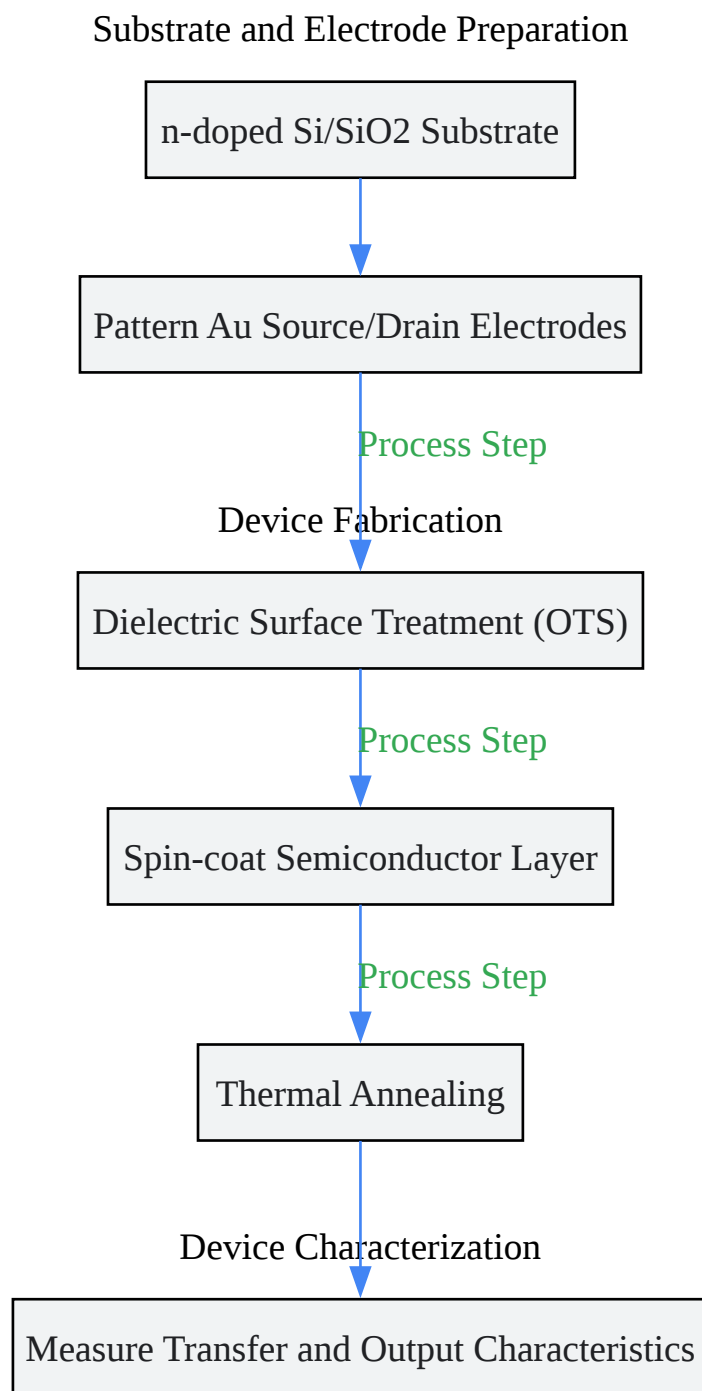 Substrate and Electrode Preparation
n-doped Si/SiO2 Substrate
Pattern Au Source/Drain Electrodes
Process Step
Device Fabrication
Dielectric Surface Treatment (OTS)
Process Step
Spin-coat Semiconductor Layer
Process Step
Thermal Annealing
Device Characterization
Measure Transfer and Output Characteristics